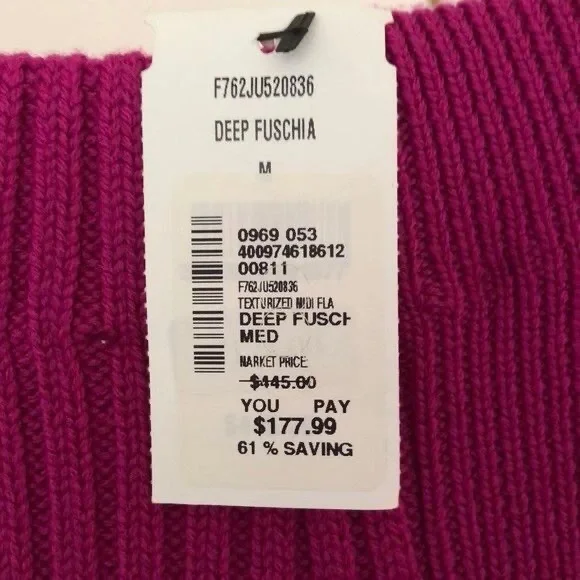 F762JU520836
DEEP FUSCHIA
M
0969 053
400974618612
00811
F762JU520836
TEXTURIZED MIDI FLA
DEEP FUSCH
MED
MARKET PRICE
$445.00
YOU PAY
$177.99
61 % SAVING